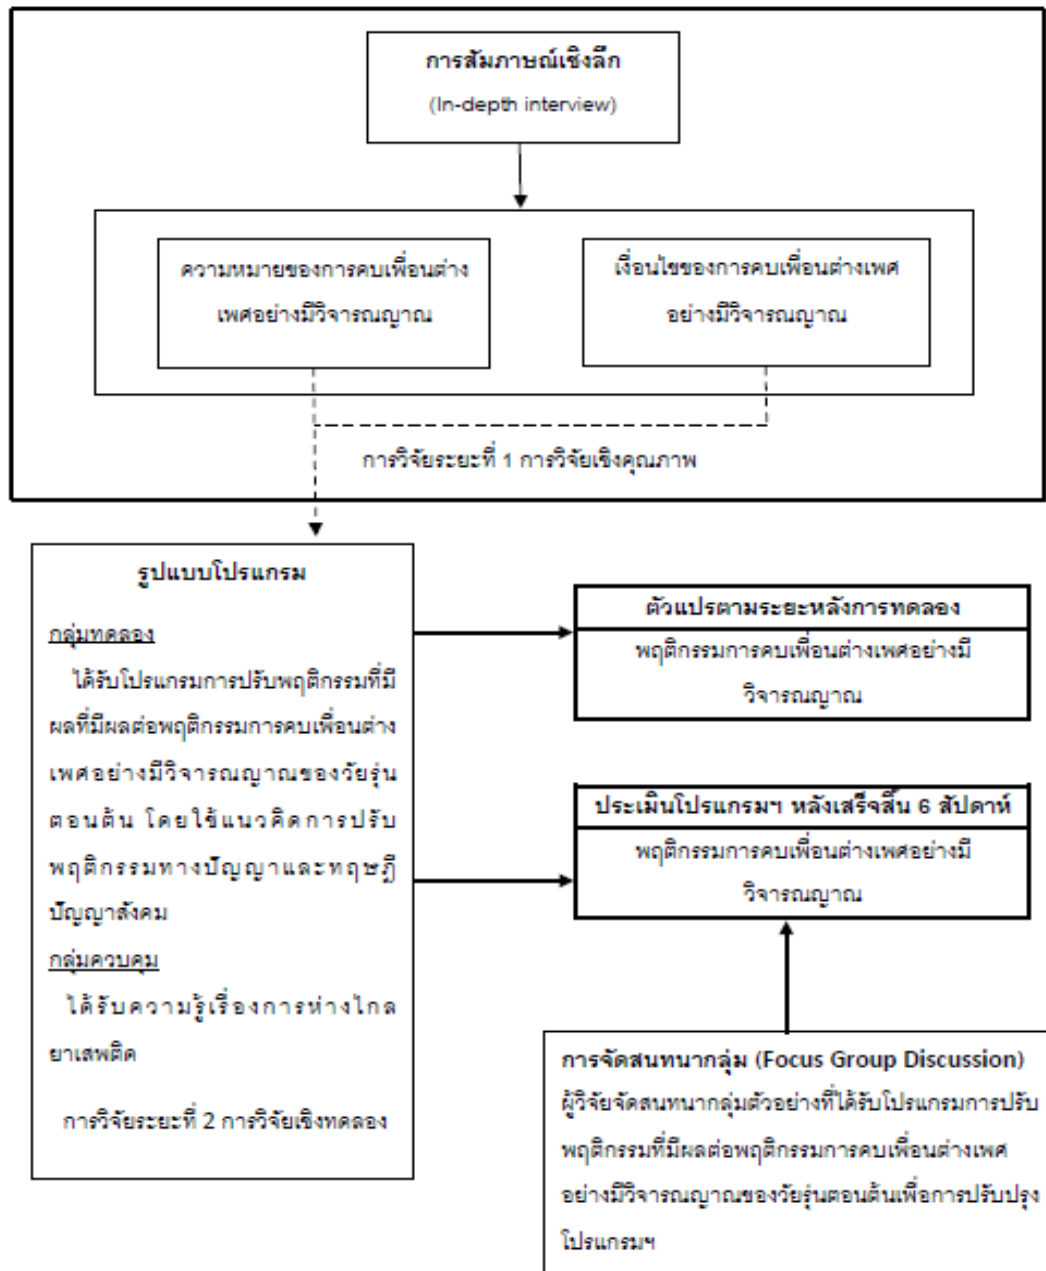 การสัมภาษณ์เชิงลึก
(In-depth interview)
ความหมายของการคบเพื่อนต่าง
เพศอย่างมีวิจารณญาณ
เงื่อนไขของการคบเพื่อนต่างเพศ
อย่างมีวิจารณญาณ
การวิจัยระยะที่ 1 การวิจัยเชิงคุณภาพ
รูปแบบโปรแกรม
กลุ่มทดลอง
ได้รับโปรแกรมการปรับพฤติกรรมที่มี
ผลที่มีผลต่อพฤติกรรมการคบเพื่อนต่าง
เพศอย่างมีวิจารณญาณของวัยรุ่น
ตอนต้น โดยใช้แนวคิดการปรับ
พฤติกรรมทางปัญญาและทฤษฎี
ปัญญาสังคม
กลุ่มควบคุม
ได้รับความรู้เรื่องการห่างไกล
ยาเสพติด
การวิจัยระยะที่ 2 การวิจัยเชิงทดลอง
ตัวแปรตามระยะหลังการทดลอง
พฤติกรรมการคบเพื่อนต่างเพศอย่างมี
วิจารณญาณ
ประเมินโปรแกรมฯ หลังเสร็จสิ้น 6 สัปดาห์
พฤติกรรมการคบเพื่อนต่างเพศอย่างมี
วิจารณญาณ
การจัดสนทนากลุ่ม (Focus Group Discussion)
ผู้วิจัยจัดสนทนากลุ่มตัวอย่างที่ได้รับโปรแกรมการปรับ
พฤติกรรมที่มีผลต่อพฤติกรรมการคบเพื่อนต่างเพศ
อย่างมีวิจารณญาณของวัยรุ่นตอนต้นเพื่อการปรับปรุง
โปรแกรมฯ